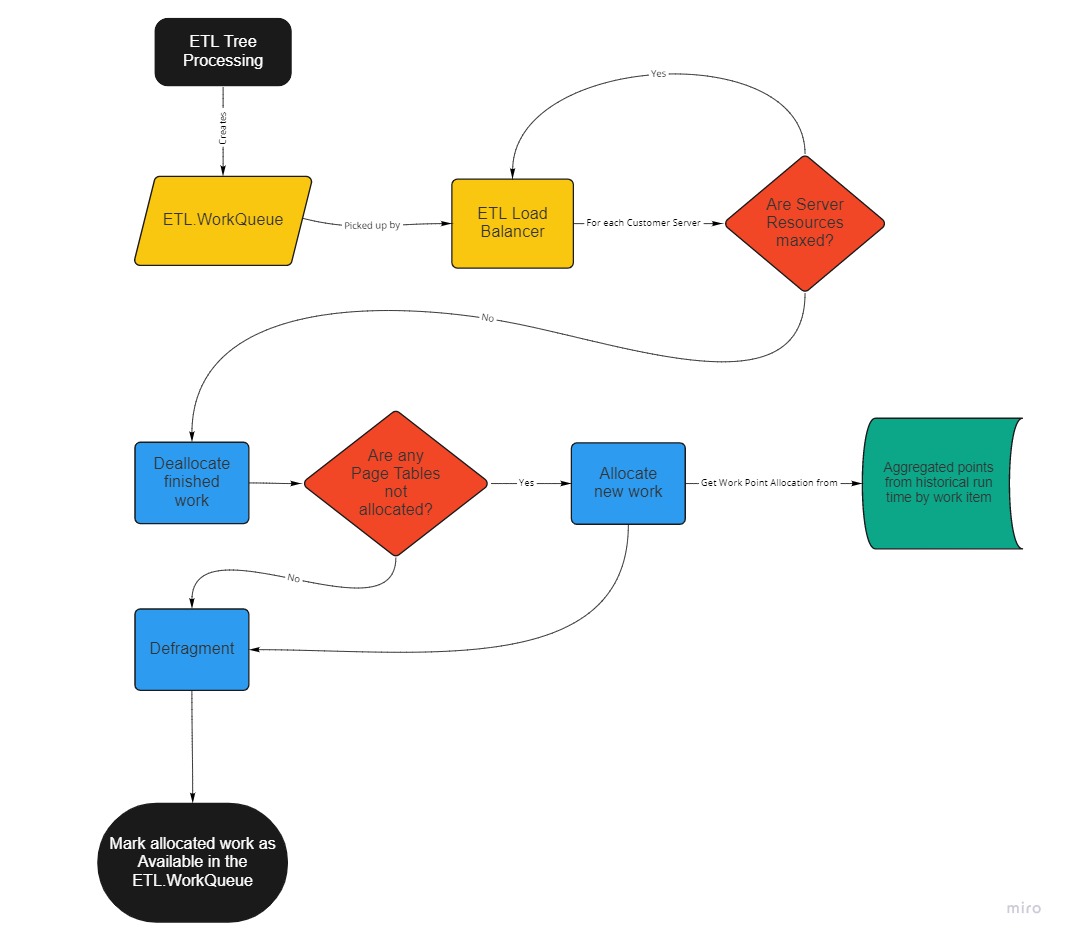 ETL Tree
Processing
Creates
Yes
ETL.WorkQueue
Picked up by
ETL Load
Balancer
For each Customer Server
Are Server
Resources
maxed?
No
Deallocate
finished
work
Are any
Page Tables
not
allocated?
Yes
Allocate
new work
Get Work Point Allocation from
Aggregated points
from historical run
time by work item
No
Defragment
Mark allocated work as
Available in the
ETL.WorkQueue
miro